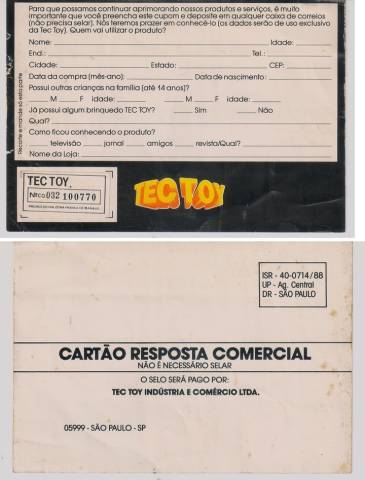 Para que possamos continuar aprimorando nossos produtos e serviços, é muito
importante que você preencha este cupom e deposite em qualquer caixa de correios
(não precisa selar). Nós teremos prazer em conhecê-lo (os dados serão de uso exclusivo
da Tec Toy). Quem vai utilizar o produto?
Nome: Idade:
End.: Tel.:
Cidade: Estado: CEP:
Data da compra (mês-ano): Data de nascimento:
Possui outras crianças na família (até 14 anos)?
M F idade: M F idade:
Já possui algum brinquedo TEC TOY? Sim Não
Qual?
Como ficou conhecendo o produto?
televisão jornal amigos revista/Qual?
Nome da Loja:
Recorte e mande só esta parte
TEC TOY
Nº TCO 032 100770
TEC TOY
ISR - 40-0714/88
UP - Ag. Central
DR - SÃO PAULO
CARTÃO RESPOSTA COMERCIAL
NÃO É NECESSÁRIO SELAR
O SELO SERÁ PAGO POR:
TEC TOY INDÚSTRIA E COMÉRCIO LTDA.
05999 - SÃO PAULO - SP